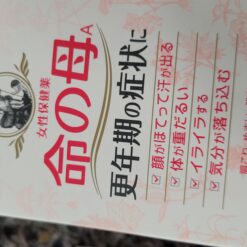 女性保健薬
命の母A
更年期の症状に
顔がほてって汗が出る
体が重だるい
イライラする
気分が落ち込む